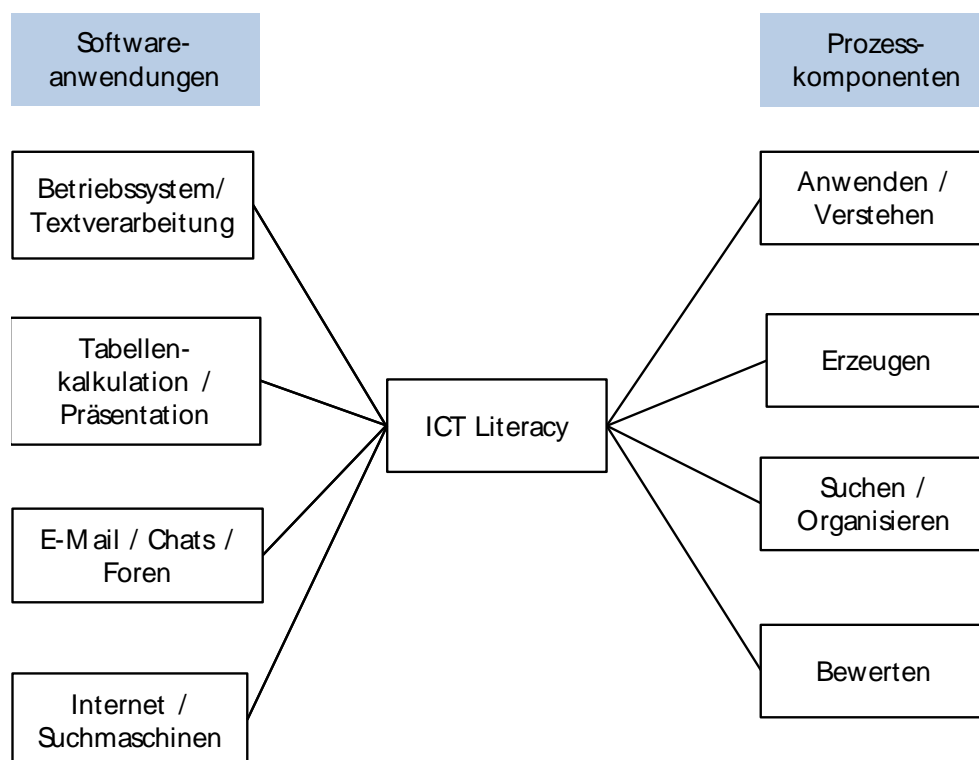 Software-
anwendungen
Prozess-
komponenten
Betriebssystem/
Textverarbeitung
Tabellen-
kalkulation /
Präsentation
E-Mail / Chats /
Foren
Internet /
Suchmaschinen
ICT Literacy
Anwenden /
Verstehen
Erzeugen
Suchen /
Organisieren
Bewerten